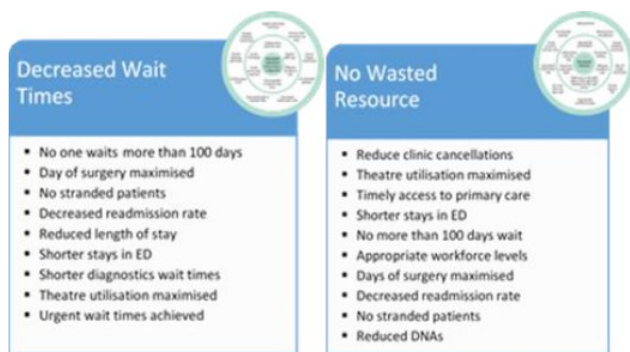 Decreased Wait
Times
No one waits more than 100 days
Day of surgery maximised
No stranded patients
Decreased readmission rate
Reduced length of stay
Shorter stays in ED
Shorter diagnostics wait times
Theatre utilisation maximised
Urgent wait times achieved
No Wasted
Resource
Reduce clinic cancellations
Theatre utilisation maximised
Timely access to primary care
Shorter stays in ED
No more than 100 days wait
Appropriate workforce levels
Days of surgery maximised
Decreased readmission rate
No stranded patients
Reduced DNAs